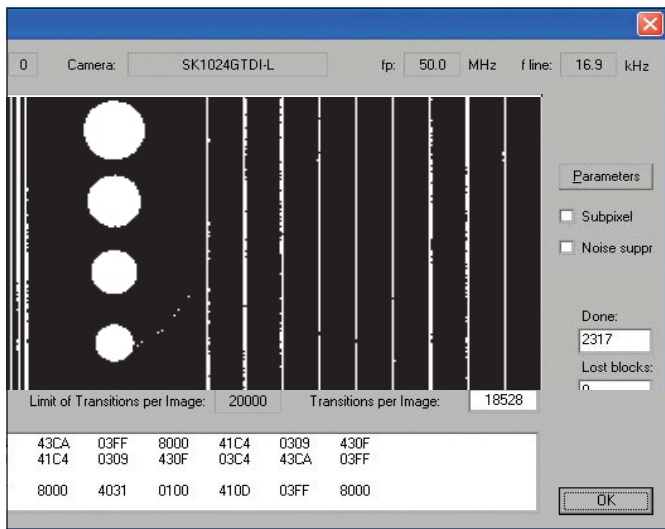 0 Camera: SK1024GTDI-L fp: 50.0 MHz f line: 16.9 kHz
Parameters
Subpixel
Noise suppr
Done:
2317
Lost blocks:
Limit of Transitions per Image: 20000 Transitions per Image: 18528
43CA 03FF 8000 41C4 0309 430F
41C4 0309 430F 03C4 43CA 03FF
8000 4031 0100 410D 03FF 8000
OK